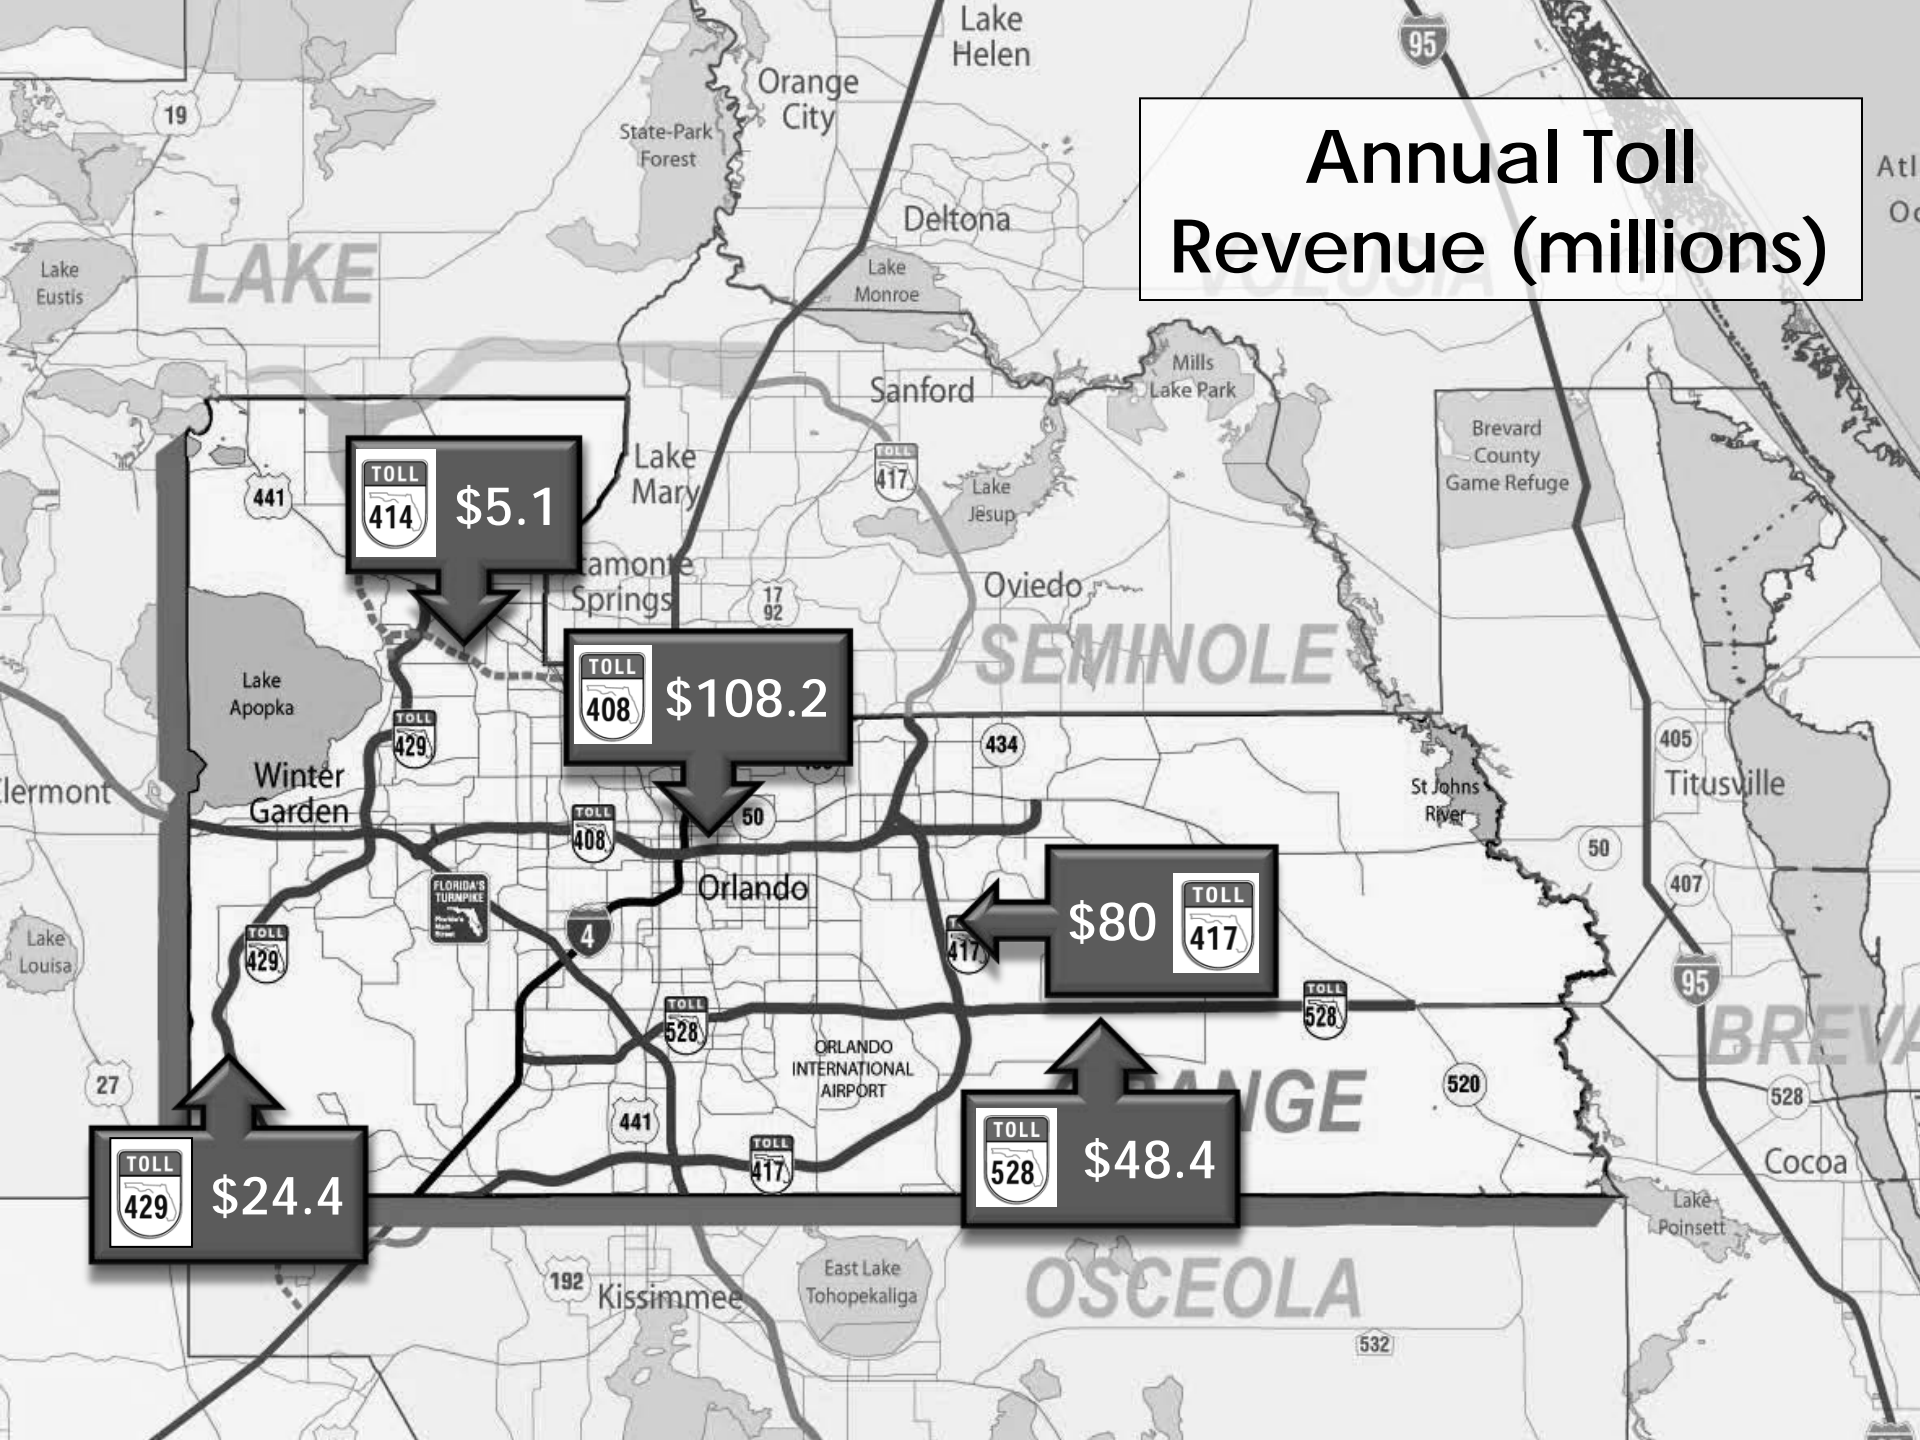 Lake
Helen
95
Orange
City
19
State-Park
Forest
Annual Toll
Revenue (millions)
Deltona
LAKE
Lake
Eustis
Lake
Monroe
VOLUSIA
Mills
Lake Park
Sanford
Brevard
County
Game Refuge
Lake
Mary
TOLL
417
Lake
Jesup
441
TOLL
414
$5.1
Springs
17
92
Oviedo
SEMINOLE
Lake
Apopka
TOLL
408
$108.2
TOLL
429
434
405
Titusville
St Johns
River
Winter
Garden
50
TOLL
408
50
Orlando
407
FLORIDA'S
TURNPIKE
4
$80
TOLL
417
417
Lake
Louisa
TOLL
429
95
TOLL
528
TOLL
528
ORLANDO
INTERNATIONAL
AIRPORT
27
520
528
441
TOLL
417
TOLL
528
$48.4
Cocoa
TOLL
429
$24.4
Lake
Poinsett
192
Kissimmee
East Lake
Tohopekaliga
OSCEOLA
532